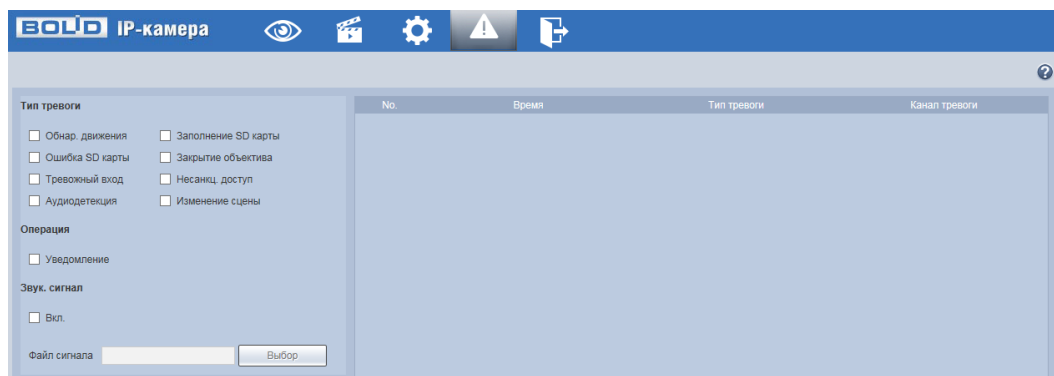 BOLID IP-камера
Тип тревоги
No. Время Тип тревоги Канал тревоги
Обнар. движения Заполнение SD карты
Ошибка SD карты Закрытие объектива
Тревожный вход Несанкц. доступ
Аудиодетекция Изменение сцены
Операция
Уведомление
Звук. сигнал
Вкл.
Файл сигнала Выбор